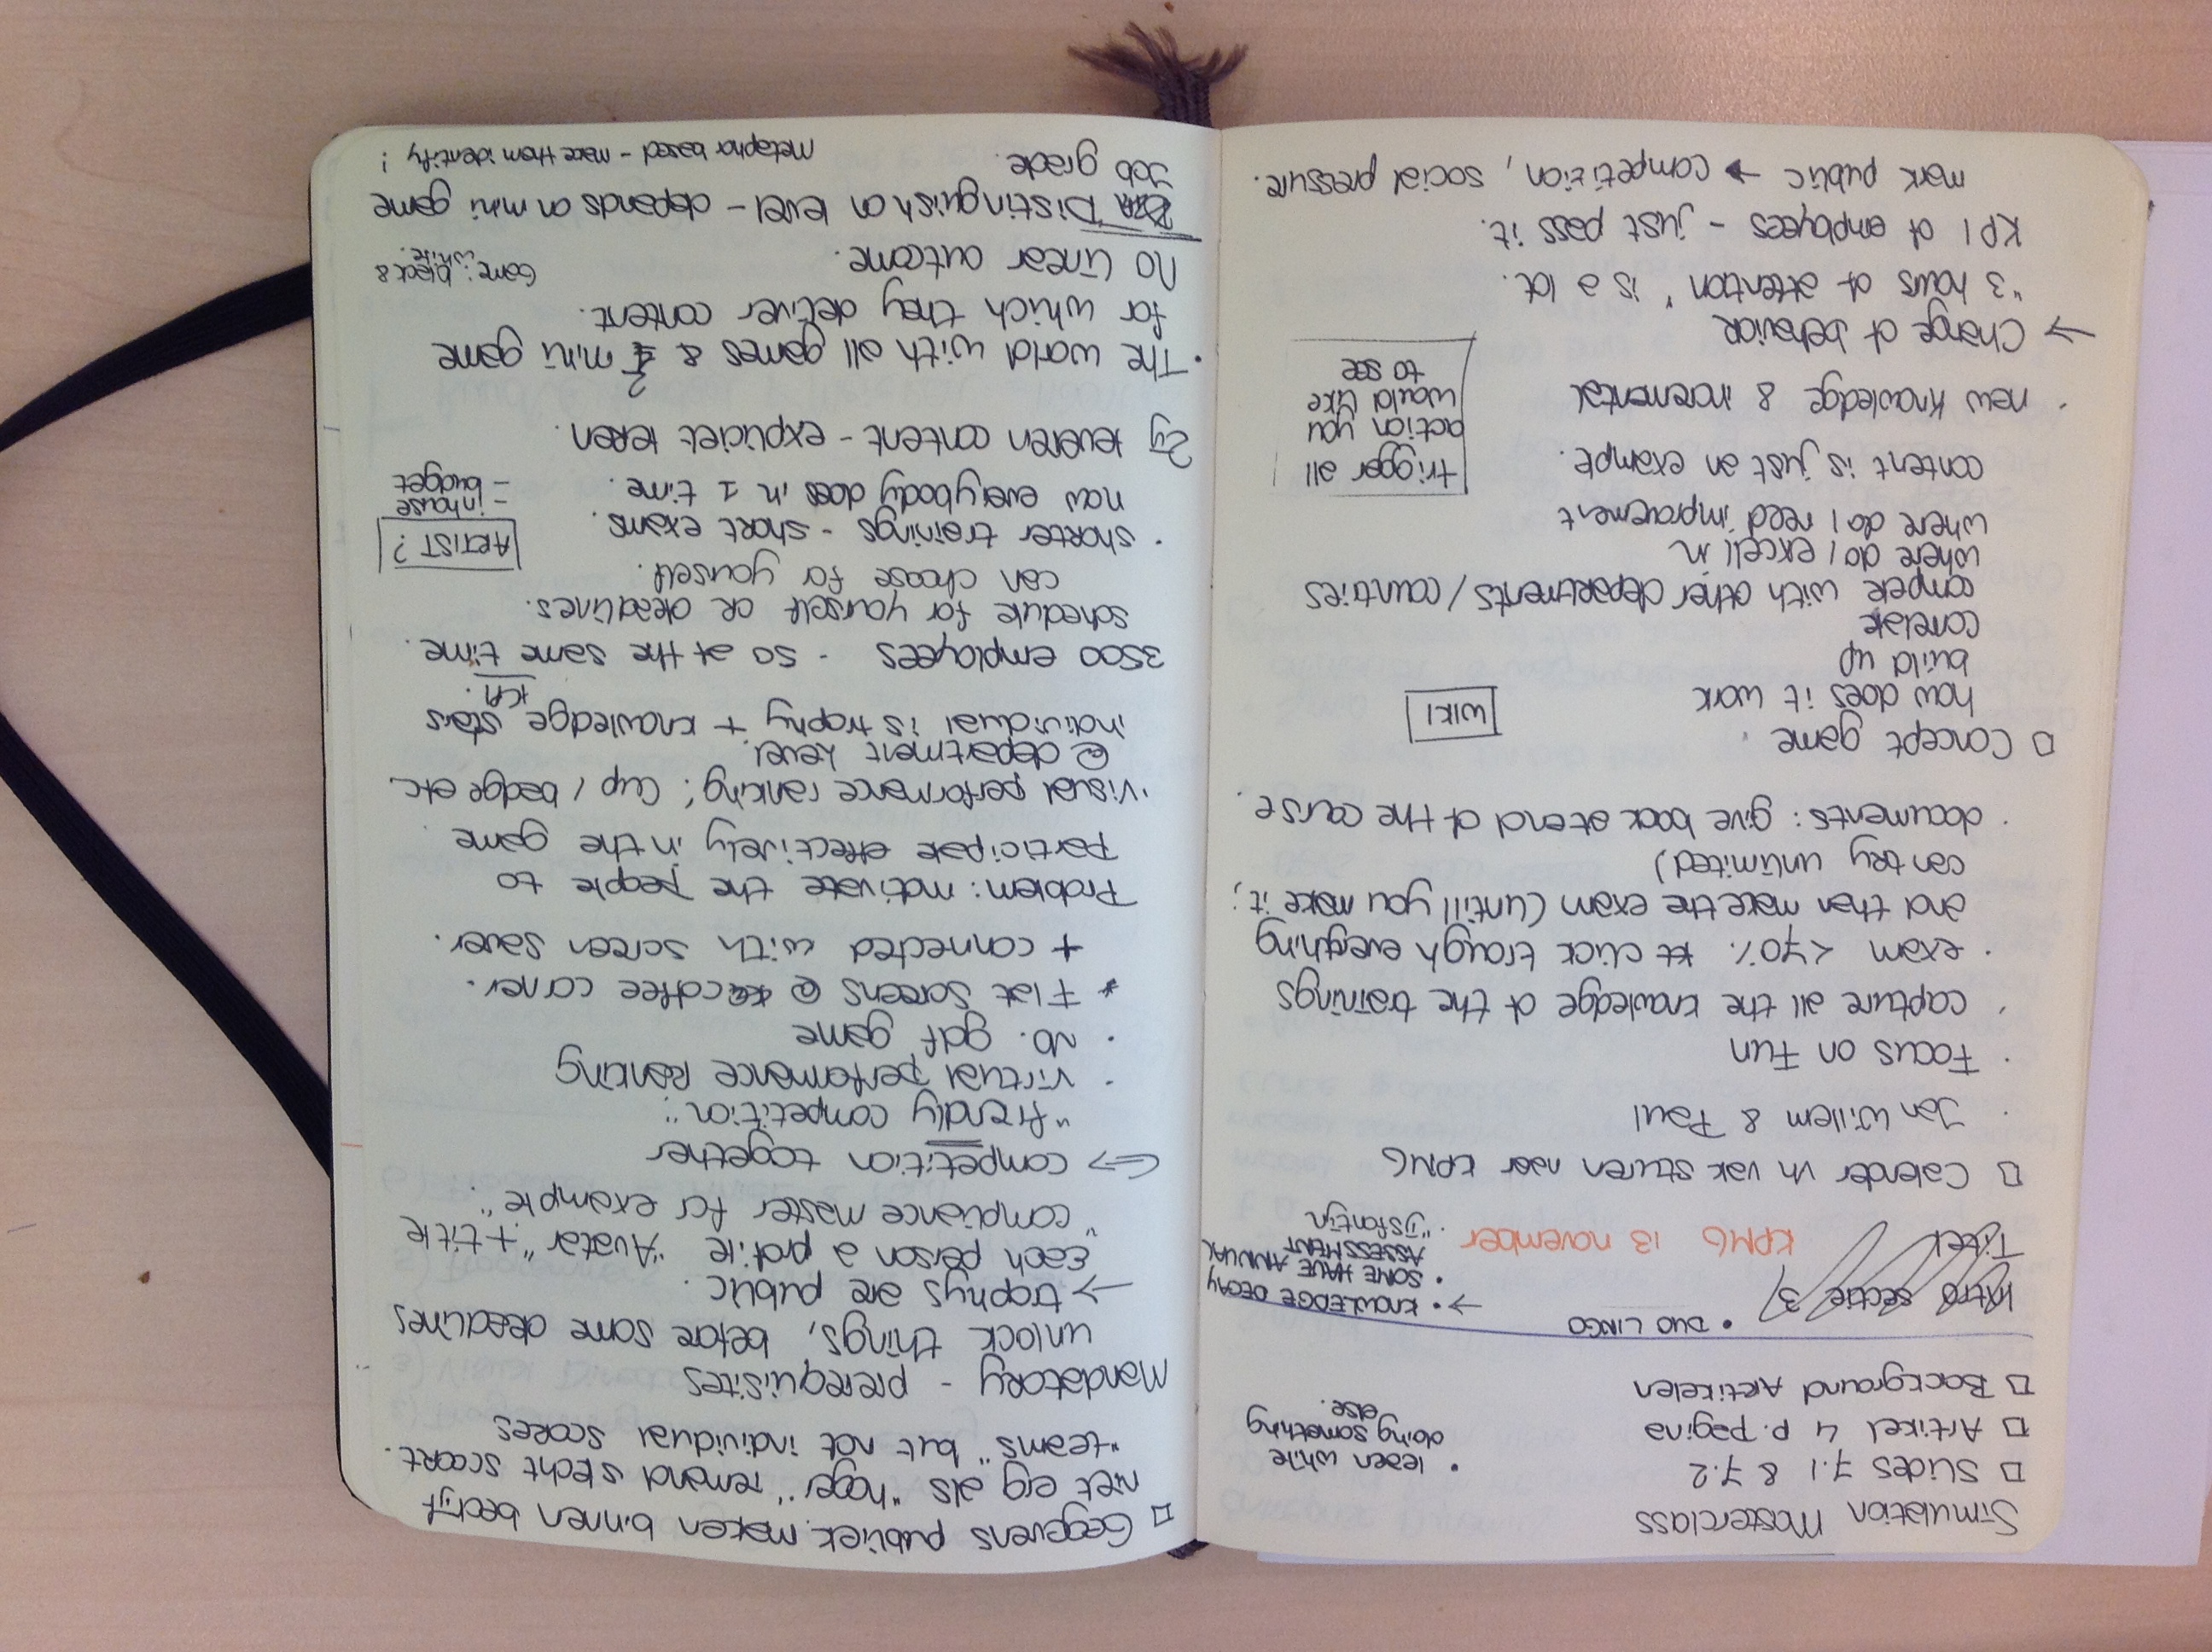 Simulation Masterclass
Slides 7.1 & 7.2
Artikel 4 p. pagina
Background Artikelen
• leren while
doing something
else.
• DUO LINGO
Intro sectie 3
Titel
→ • KNOWLEDGE DECAY
• SOME HAVE ANNUAL
ASSESSMENT
• "ijsfontijn
KPMG 13 november
Calender vh vak sturen naar KPMG
· Jan Willem & Paul
· Focus on Fun
· capture all the knowledge of the trainings
· exam <70% click trough everything
and than make the exam (untill you make it;
can try unlimited)
· documents: give back at end of the course.
Concept game.
how does it work
build up
correlate
compete with other departments / countries
where do I excell in
where do I need improvement
content is just an example.
WIKI
trigger all
action you
would like
to see
· new knowledge & incremental
→ Change of behavior
"3 hours of attention" is a lot.
KPI of employees - just pass it.
mark public → competition, social pressure.
Gegevens publiek maken binnen bedrijf
niet erg als "hoger" iemand slecht scoort.
"teams" but not individual scores
Mandatory - prerequisites
unlock things, before some deadlines
→ trophys are public.
Each person a profile "Avatar" + title
"compliance master for example".
⇒ competition together
"friendly competition".
· virtual performance Ranking
· NO. golf game
* Flat screens @ coffee corner.
+ connected with screen saver.
Problem: motivate the people to
participate effectively in the game.
· visual performance ranking! Cup / badge etc.
@ department Level.
individual is trophy + knowledge stars
KPI.
3500 employees - so at the same time.
schedule for yourself OR deadlines.
can choose for yourself.
· shorter trainings - short exams.
now everybody does in 1 time.
ARTIST?
- inhouse
- budget
Zij leveren content - expliciet leren.
· The world with all games & 2 mini game
for which they deliver content.
No linear outcome.
Game: black &
white.
Distinguish on level - depends on mini game
Job grade.
Metaphor based - make them identify!